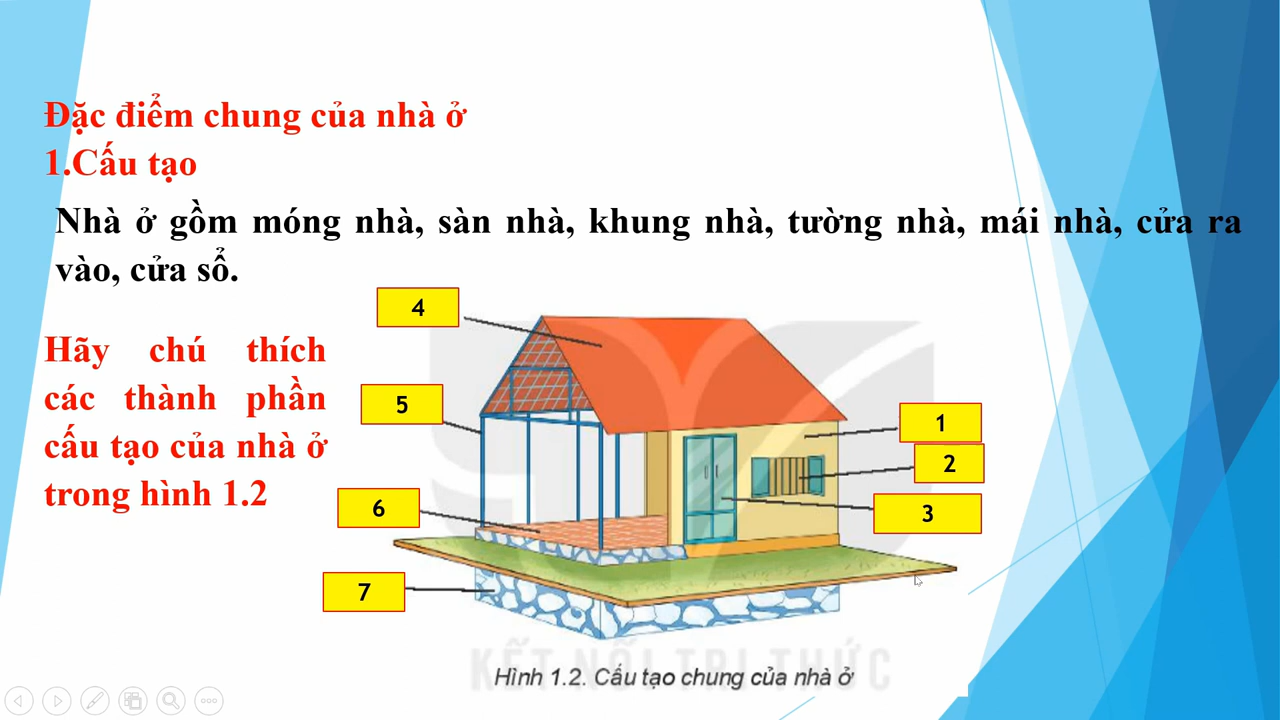 Đặc điểm chung của nhà ở
1.Cấu tạo
Nhà ở gồm móng nhà, sàn nhà, khung nhà, tường nhà, mái nhà, cửa ra
vào, cửa sổ.
Hãy chú thích
các thành phần
cấu tạo của nhà ở
trong hình 1.2
4
5
6
7
1
2
3
KẾT NỐI TRI THỨC
Hình 1.2. Cấu tạo chung của nhà ở